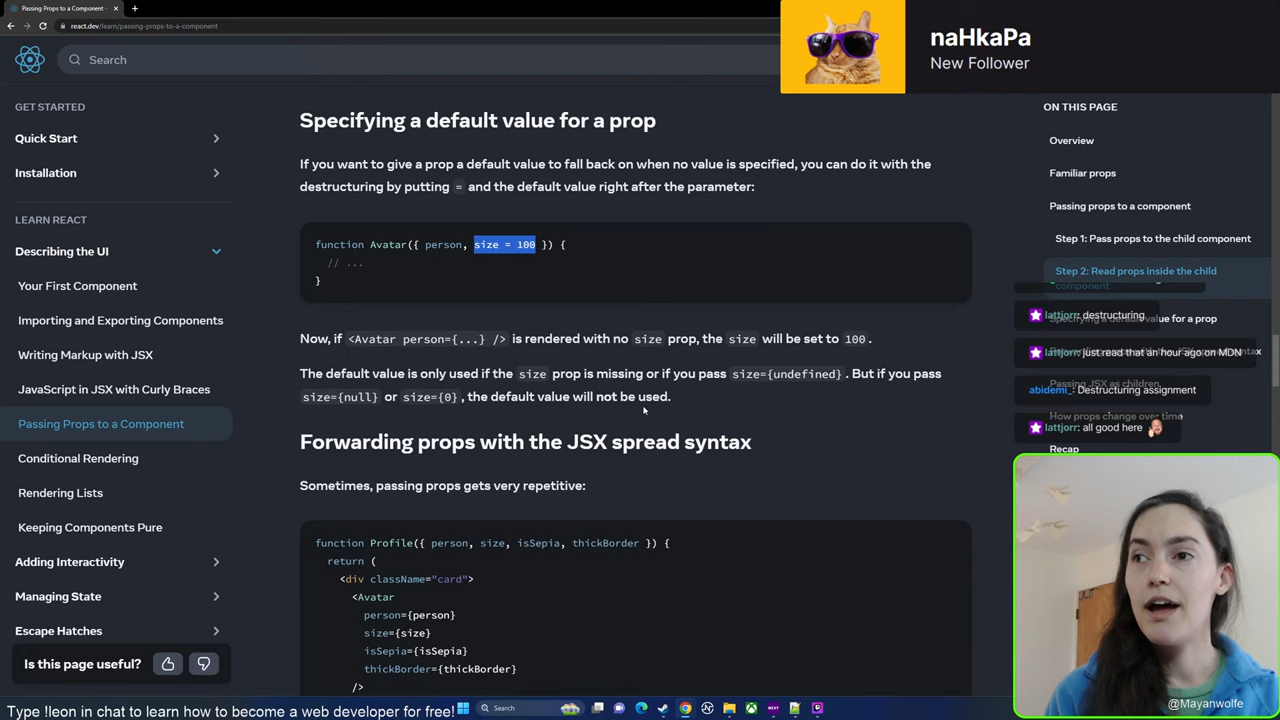 Passing Props to a Component –
react.dev/learn/passing-props-to-a-component
Search
naHkaPa
New Follower
GET STARTED
Quick Start
Installation
LEARN REACT
Describing the UI
Your First Component
Importing and Exporting Components
Writing Markup with JSX
JavaScript in JSX with Curly Braces
Passing Props to a Component
Conditional Rendering
Rendering Lists
Keeping Components Pure
Adding Interactivity
Managing State
Escape Hatches
Is this page useful?
Specifying a default value for a prop
If you want to give a prop a default value to fall back on when no value is specified, you can do it with the
destructuring by putting = and the default value right after the parameter:
function Avatar({ person, size = 100 }) {
// ...
}
Now, if <Avatar person={...} /> is rendered with no size prop, the size will be set to 100.
The default value is only used if the size prop is missing or if you pass size={undefined}. But if you pass
size={null} or size={0}, the default value will not be used.
Forwarding props with the JSX spread syntax
Sometimes, passing props gets very repetitive:
function Profile({ person, size, isSepia, thickBorder }) {
return (
<div className="card">
<Avatar
person={person}
size={size}
isSepia={isSepia}
thickBorder={thickBorder}
/>
ON THIS PAGE
Overview
Familiar props
Passing props to a component
Step 1: Pass props to the child component
Step 2: Read props inside the child
component
lattjorr: destructuring
value for a prop
lattjorr: Just read that an hour ago on MDN
Passing JSX as children
abidemi_: Destructuring assignment
How props change over time
lattjorr: all good here
Recap
@Mayanwolfe
Type !leon in chat to learn how to become a web developer for free!
Search